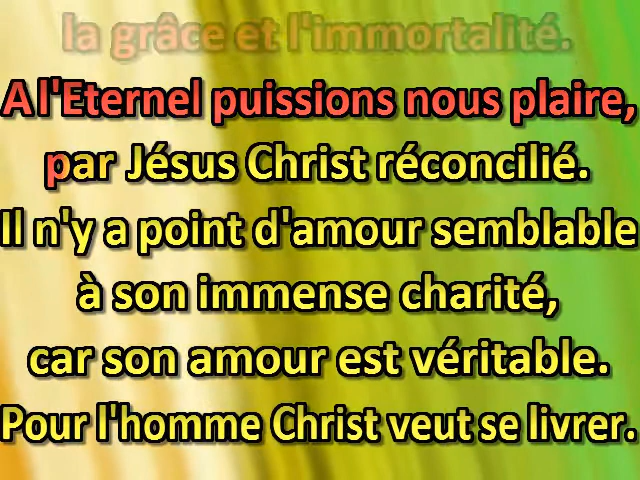 la grâce et l'immortalité.
A l'Eternel puissions nous plaire,
par Jésus Christ réconcilié.
Il n'y a point d'amour semblable
à son immense charité,
car son amour est véritable.
Pour l'homme Christ veut se livrer.